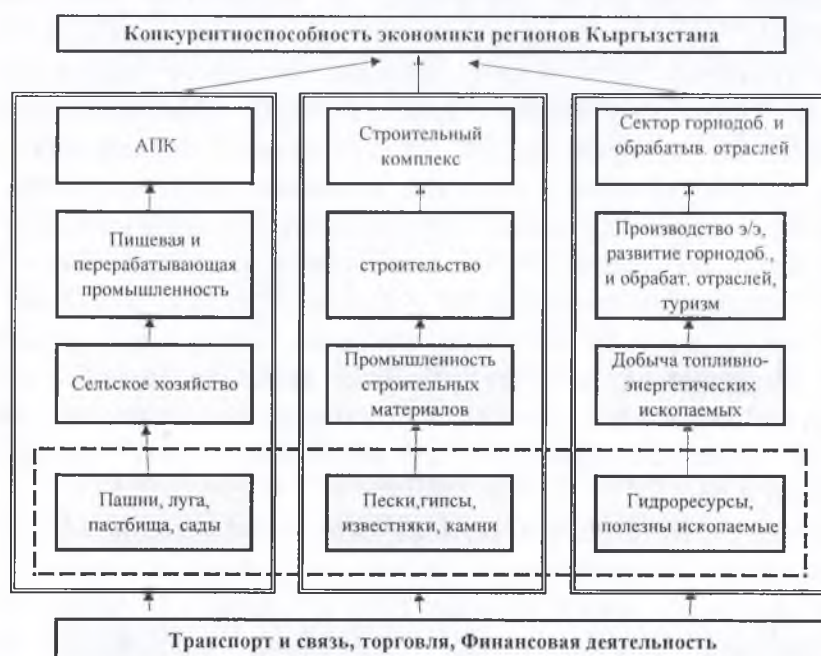 Конкурентноспособность экономики регионов Кыргызстана
АПК
Строительный
комплекс
Сектор горнодоб. и
обрабатыв. отраслей
Пищевая и
перерабатывающая
промышленность
строительство
Производство э/э,
развитие горнодоб.,
и обрабат. отраслей,
туризм
Сельское хозяйство
Промышленность
строительных
материалов
Добыча топливно-
энергетических
ископаемых
Пашни, луга,
пастбища, сады
Пески,гипсы,
известняки, камни
Гидроресурсы,
полезны ископаемые
Транспорт и связь, торговля, Финансовая деятельность